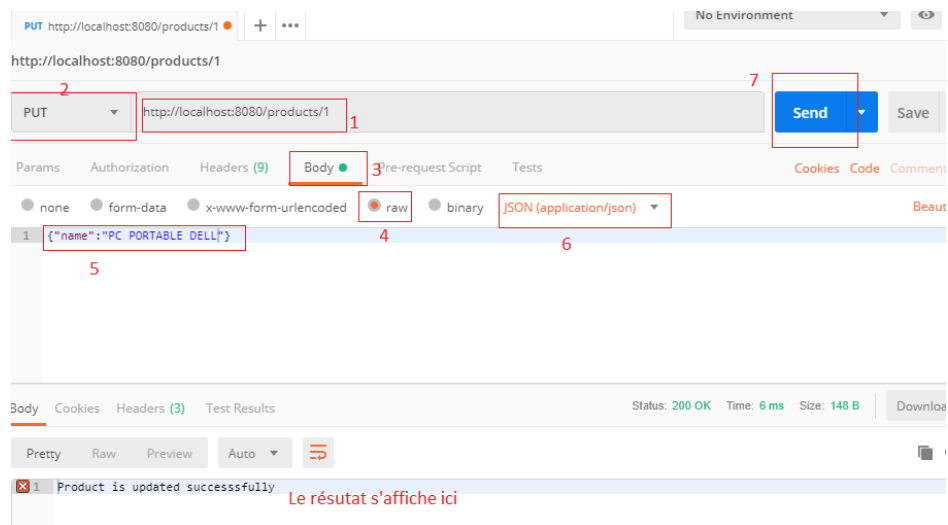 PUT http://localhost:8080/products/1 + ••• No Environment
http://localhost:8080/products/1
2 7
PUT http://localhost:8080/products/1 1 Send Save
Params Authorization Headers (9) Body 3 Pre-request Script Tests Cookies Code Comment
none form-data x-www-form-urlencoded raw binary JSON (application/json) Beaut
4 6
1 {"name":"PC PORTABLE DELL"}
5
Body Cookies Headers (3) Test Results Status: 200 OK Time: 6 ms Size: 148 B Downloa
Pretty Raw Preview Auto
1 Product is updated successsfully
Le résutat s'affiche ici